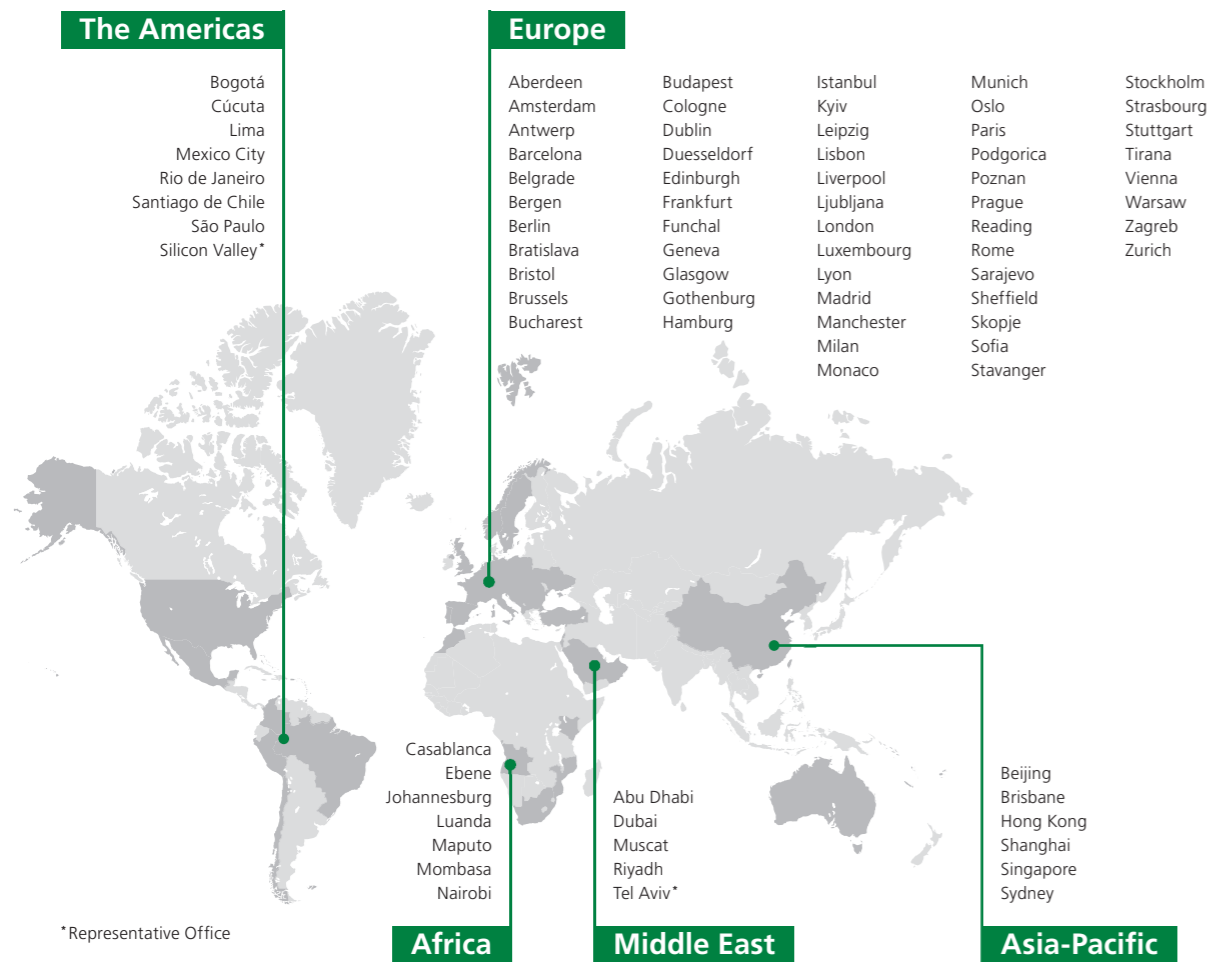 The Americas
Bogotá
Cúcuta
Lima
Mexico City
Rio de Janeiro
Santiago de Chile
São Paulo
Silicon Valley*
Europe
Aberdeen
Amsterdam
Antwerp
Barcelona
Belgrade
Bergen
Berlin
Bratislava
Bristol
Brussels
Bucharest
Budapest
Cologne
Dublin
Duesseldorf
Edinburgh
Frankfurt
Funchal
Geneva
Glasgow
Gothenburg
Hamburg
Istanbul
Kyiv
Leipzig
Lisbon
Liverpool
Ljubljana
London
Luxembourg
Lyon
Madrid
Manchester
Milan
Monaco
Munich
Oslo
Paris
Podgorica
Poznan
Prague
Reading
Rome
Sarajevo
Sheffield
Skopje
Sofia
Stavanger
Stockholm
Strasbourg
Stuttgart
Tirana
Vienna
Warsaw
Zagreb
Zurich
Casablanca
Ebene
Johannesburg
Luanda
Maputo
Mombasa
Nairobi
Africa
Abu Dhabi
Dubai
Muscat
Riyadh
Tel Aviv*
Middle East
Beijing
Brisbane
Hong Kong
Shanghai
Singapore
Sydney
Asia-Pacific
*Representative Office